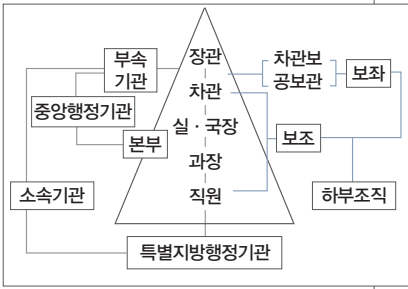 장관
차관
실 · 국장
과장
직원
부속
기관
중앙행정기관
본부
소속기관
특별지방행정기관
차관보
공보관
보좌
보조
하부조직